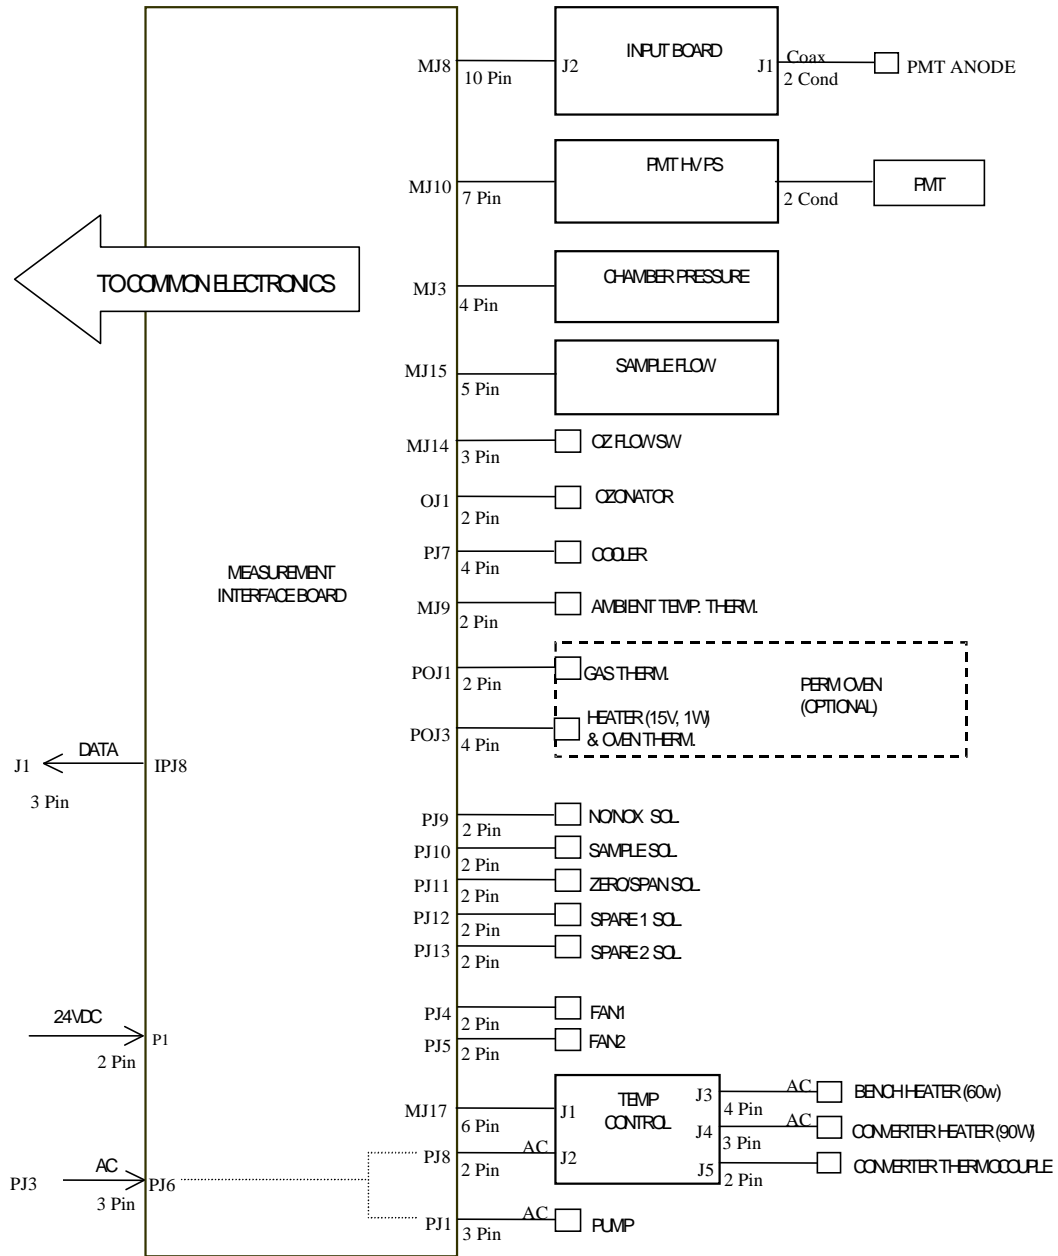 INPUT BOARD
MJ8
J2
J1
Coax
PMT ANODE
10 Pin
2 Cond
PMT HVPS
MJ10
PMT
7 Pin
2 Cond
TO COMMON ELECTRONICS
CHAMBER PRESSURE
MJ3
4 Pin
SAMPLE FLOW
MJ15
5 Pin
MJ14
OZ FLOW SW
3 Pin
OJ1
OZONATOR
2 Pin
PJ7
COOLER
4 Pin
MEASUREMENT
INTERFACE BOARD
MJ9
AMBIENT TEMP. THERM.
2 Pin
POJ1
GAS THERM.
2 Pin
PERM OVEN
(OPTIONAL)
POJ3
HEATER (15V, 1W)
& OVEN THERM.
4 Pin
DATA
J1
IPJ8
3 Pin
PJ9
NO/NOX SOL.
2 Pin
PJ10
SAMPLE SOL.
2 Pin
PJ11
ZERO/SPAN SOL.
2 Pin
PJ12
SPARE 1 SOL.
2 Pin
PJ13
SPARE 2 SOL.
2 Pin
24VDC
P1
2 Pin
PJ4
FAN1
2 Pin
PJ5
FAN2
2 Pin
TEMP
CONTROL
MJ17
J1
6 Pin
J3
AC
BENCH HEATER (60w)
4 Pin
J4
AC
CONVERTER HEATER (90W)
3 Pin
PJ8
AC
J2
2 Pin
J5
CONVERTER THERMOCOUPLE
2 Pin
PJ3
AC
PJ6
3 Pin
PJ1
AC
PUMP
3 Pin